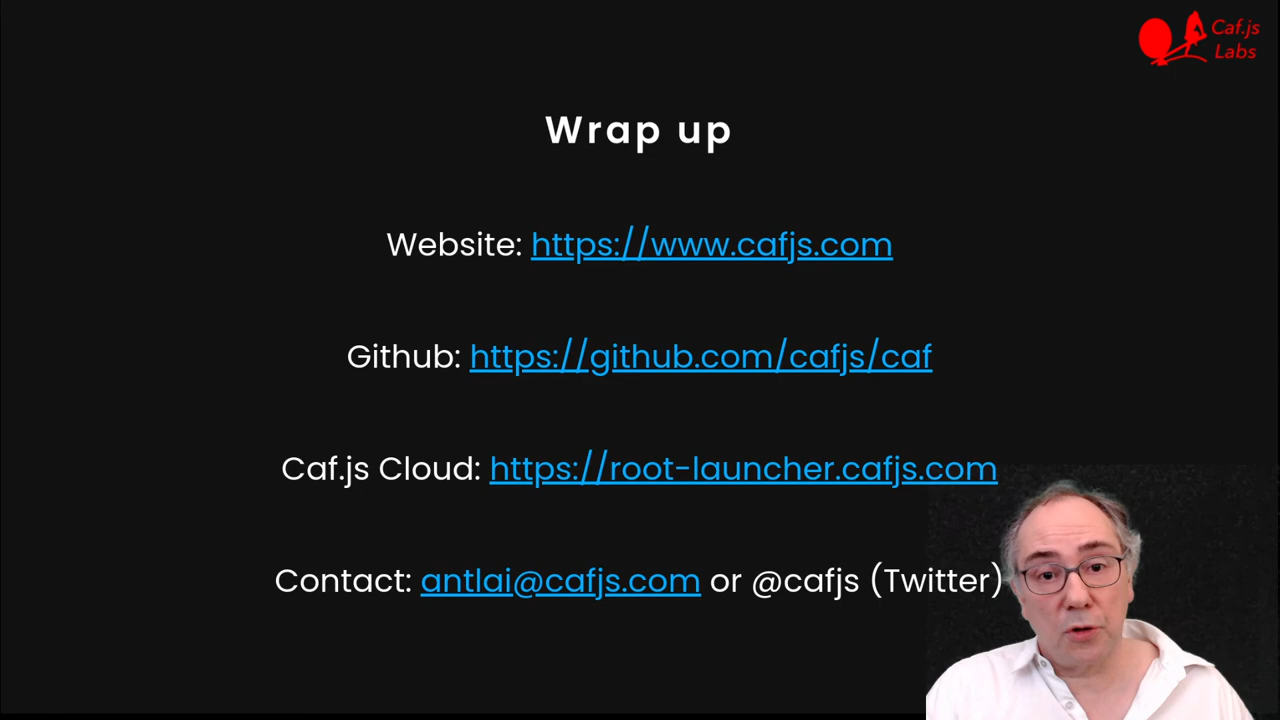 Caf.js
Labs
Wrap up
Website: https://www.cafjs.com
Github: https://github.com/cafjs/caf
Caf.js Cloud: https://root-launcher.cafjs.com
Contact: antlai@cafjs.com or @cafjs (Twitter)